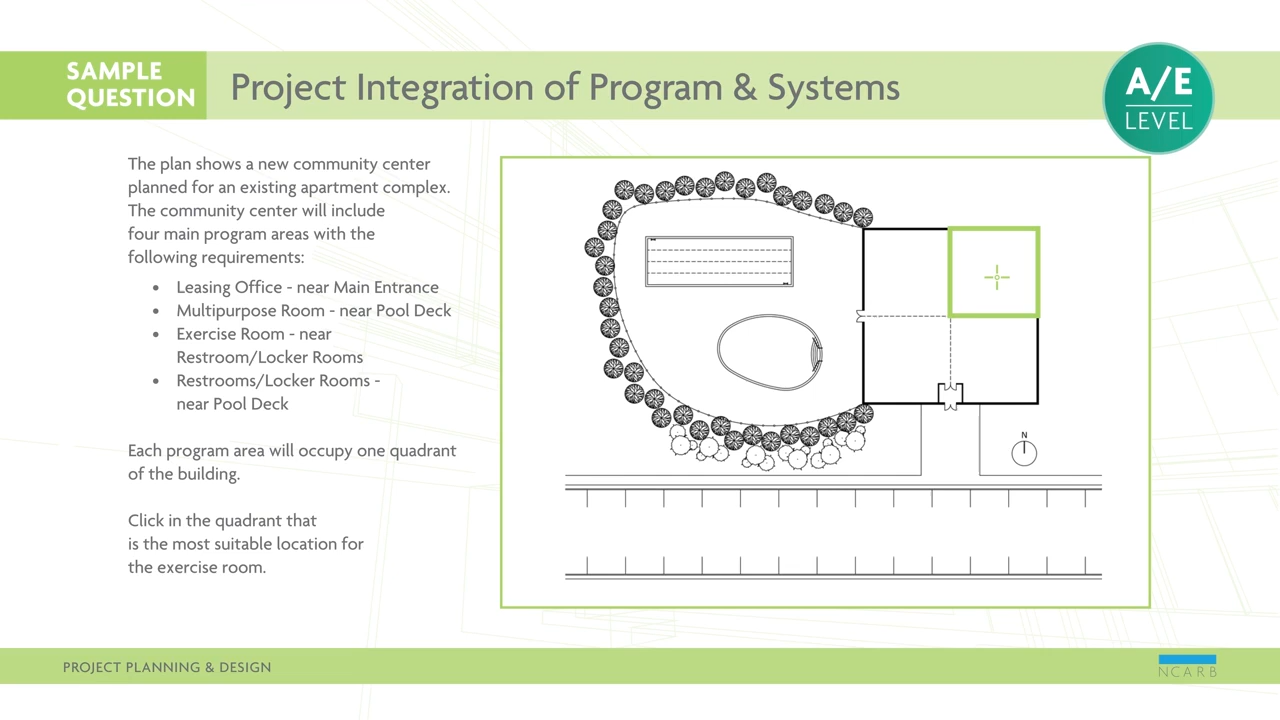 SAMPLE
QUESTION
Project Integration of Program & Systems
A/E
LEVEL
The plan shows a new community center
planned for an existing apartment complex.
The community center will include
four main program areas with the
following requirements:
• Leasing Office - near Main Entrance
• Multipurpose Room - near Pool Deck
• Exercise Room - near
Restroom/Locker Rooms
• Restrooms/Locker Rooms -
near Pool Deck
Each program area will occupy one quadrant
of the building.
Click in the quadrant that
is the most suitable location for
the exercise room.
N
PROJECT PLANNING & DESIGN
NCARB